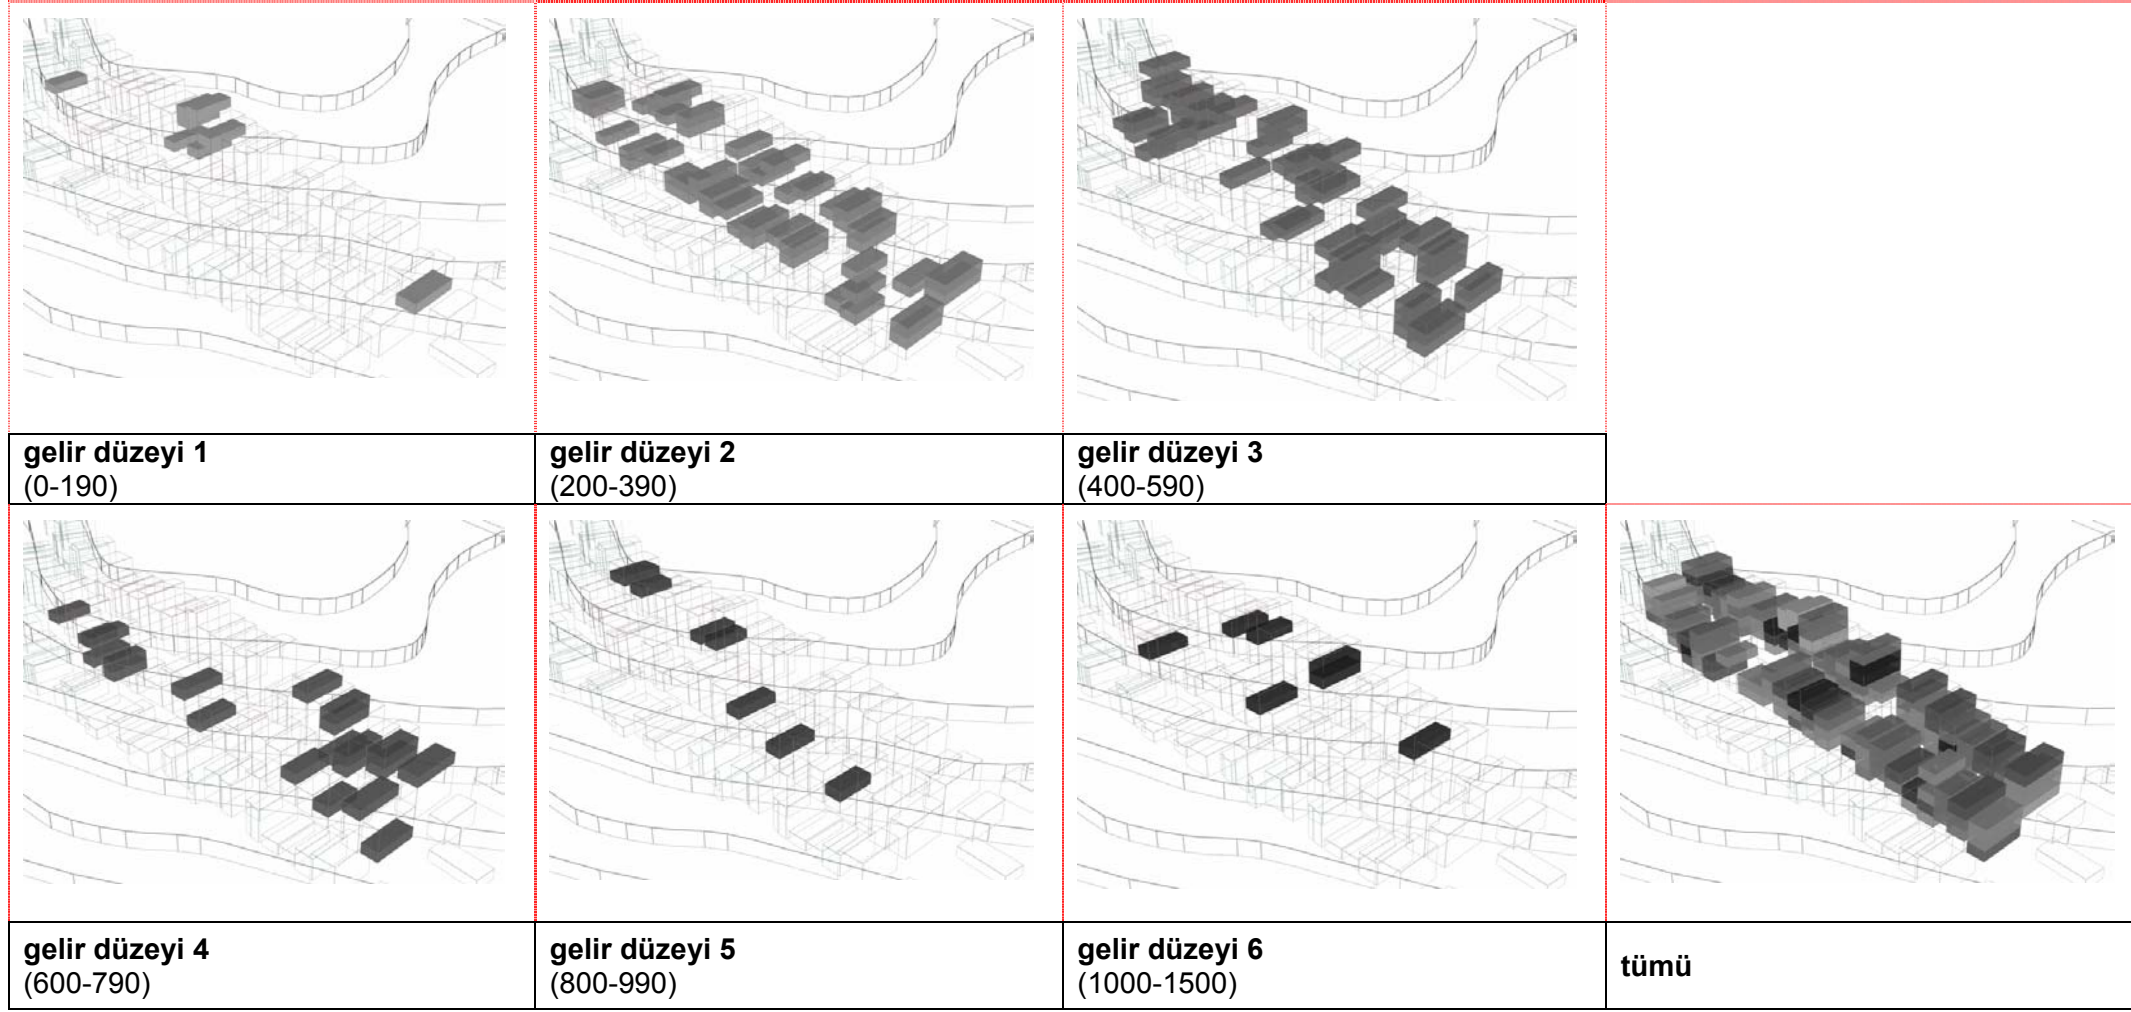 gelir düzeyi 1
(0-190)
gelir düzeyi 2
(200-390)
gelir düzeyi 3
(400-590)
gelir düzeyi 4
(600-790)
gelir düzeyi 5
(800-990)
gelir düzeyi 6
(1000-1500)
tümü